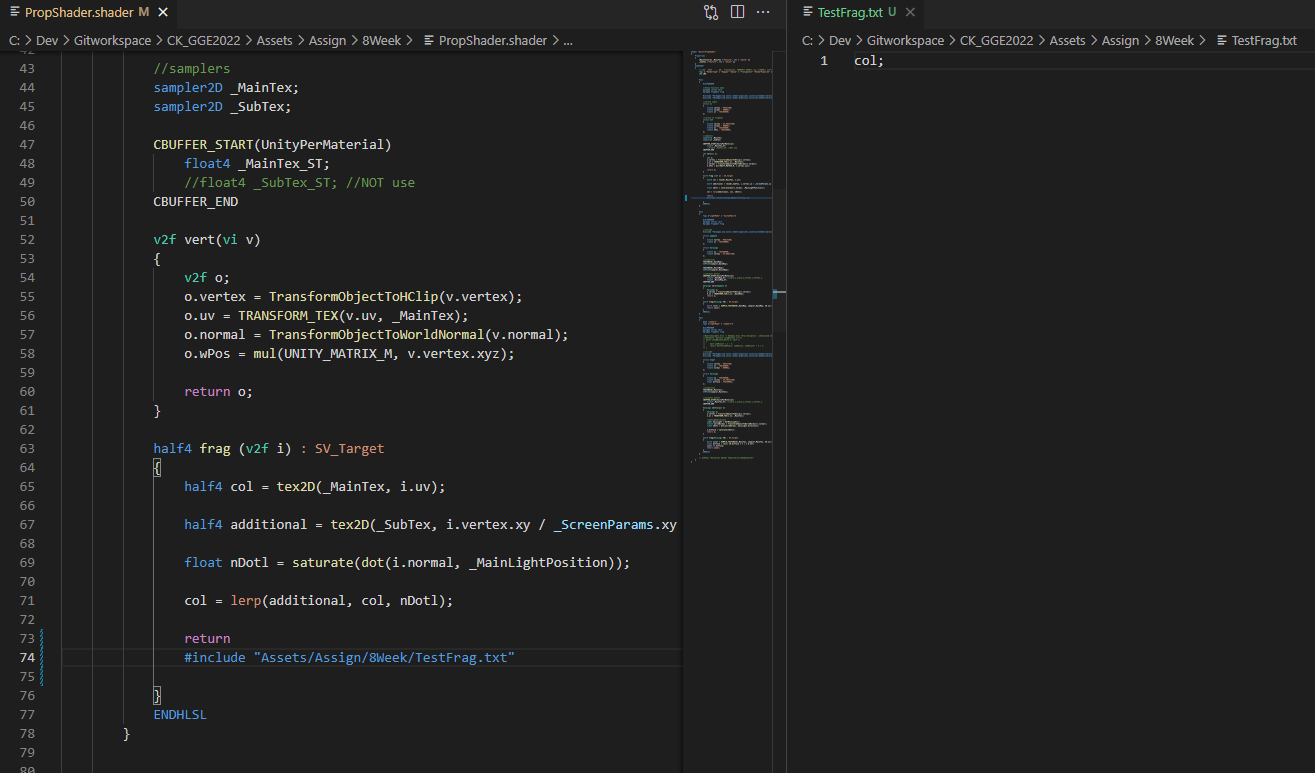 PropShader.shader M
C: > Dev > Gitworkspace > CK_GGE2022 > Assets > Assign > 8Week > PropShader.shader > ...
42
43 //samplers
44 sampler2D _MainTex;
45 sampler2D _SubTex;
46
47 CBUFFER_START(UnityPerMaterial)
48 float4 _MainTex_ST;
49 //float4 _SubTex_ST; //NOT use
50 CBUFFER_END
51
52 v2f vert(vi v)
53 {
54 v2f o;
55 o.vertex = TransformObjectToHClip(v.vertex);
56 o.uv = TRANSFORM_TEX(v.uv, _MainTex);
57 o.normal = TransformObjectToWorldNormal(v.normal);
58 o.wPos = mul(UNITY_MATRIX_M, v.vertex.xyz);
59
60 return o;
61 }
62
63 half4 frag (v2f i) : SV_Target
64 {
65 half4 col = tex2D(_MainTex, i.uv);
66
67 half4 additional = tex2D(_SubTex, i.vertex.xy / _ScreenParams.xy
68
69 float nDotl = saturate(dot(i.normal, _MainLightPosition));
70
71 col = lerp(additional, col, nDotl);
72
73 return
74 #include "Assets/Assign/8Week/TestFrag.txt"
75
76 }
77 ENDHLSL
78 }
79
80
TestFrag.txt U
C: > Dev > Gitworkspace > CK_GGE2022 > Assets > Assign > 8Week > TestFrag.txt
1 col;